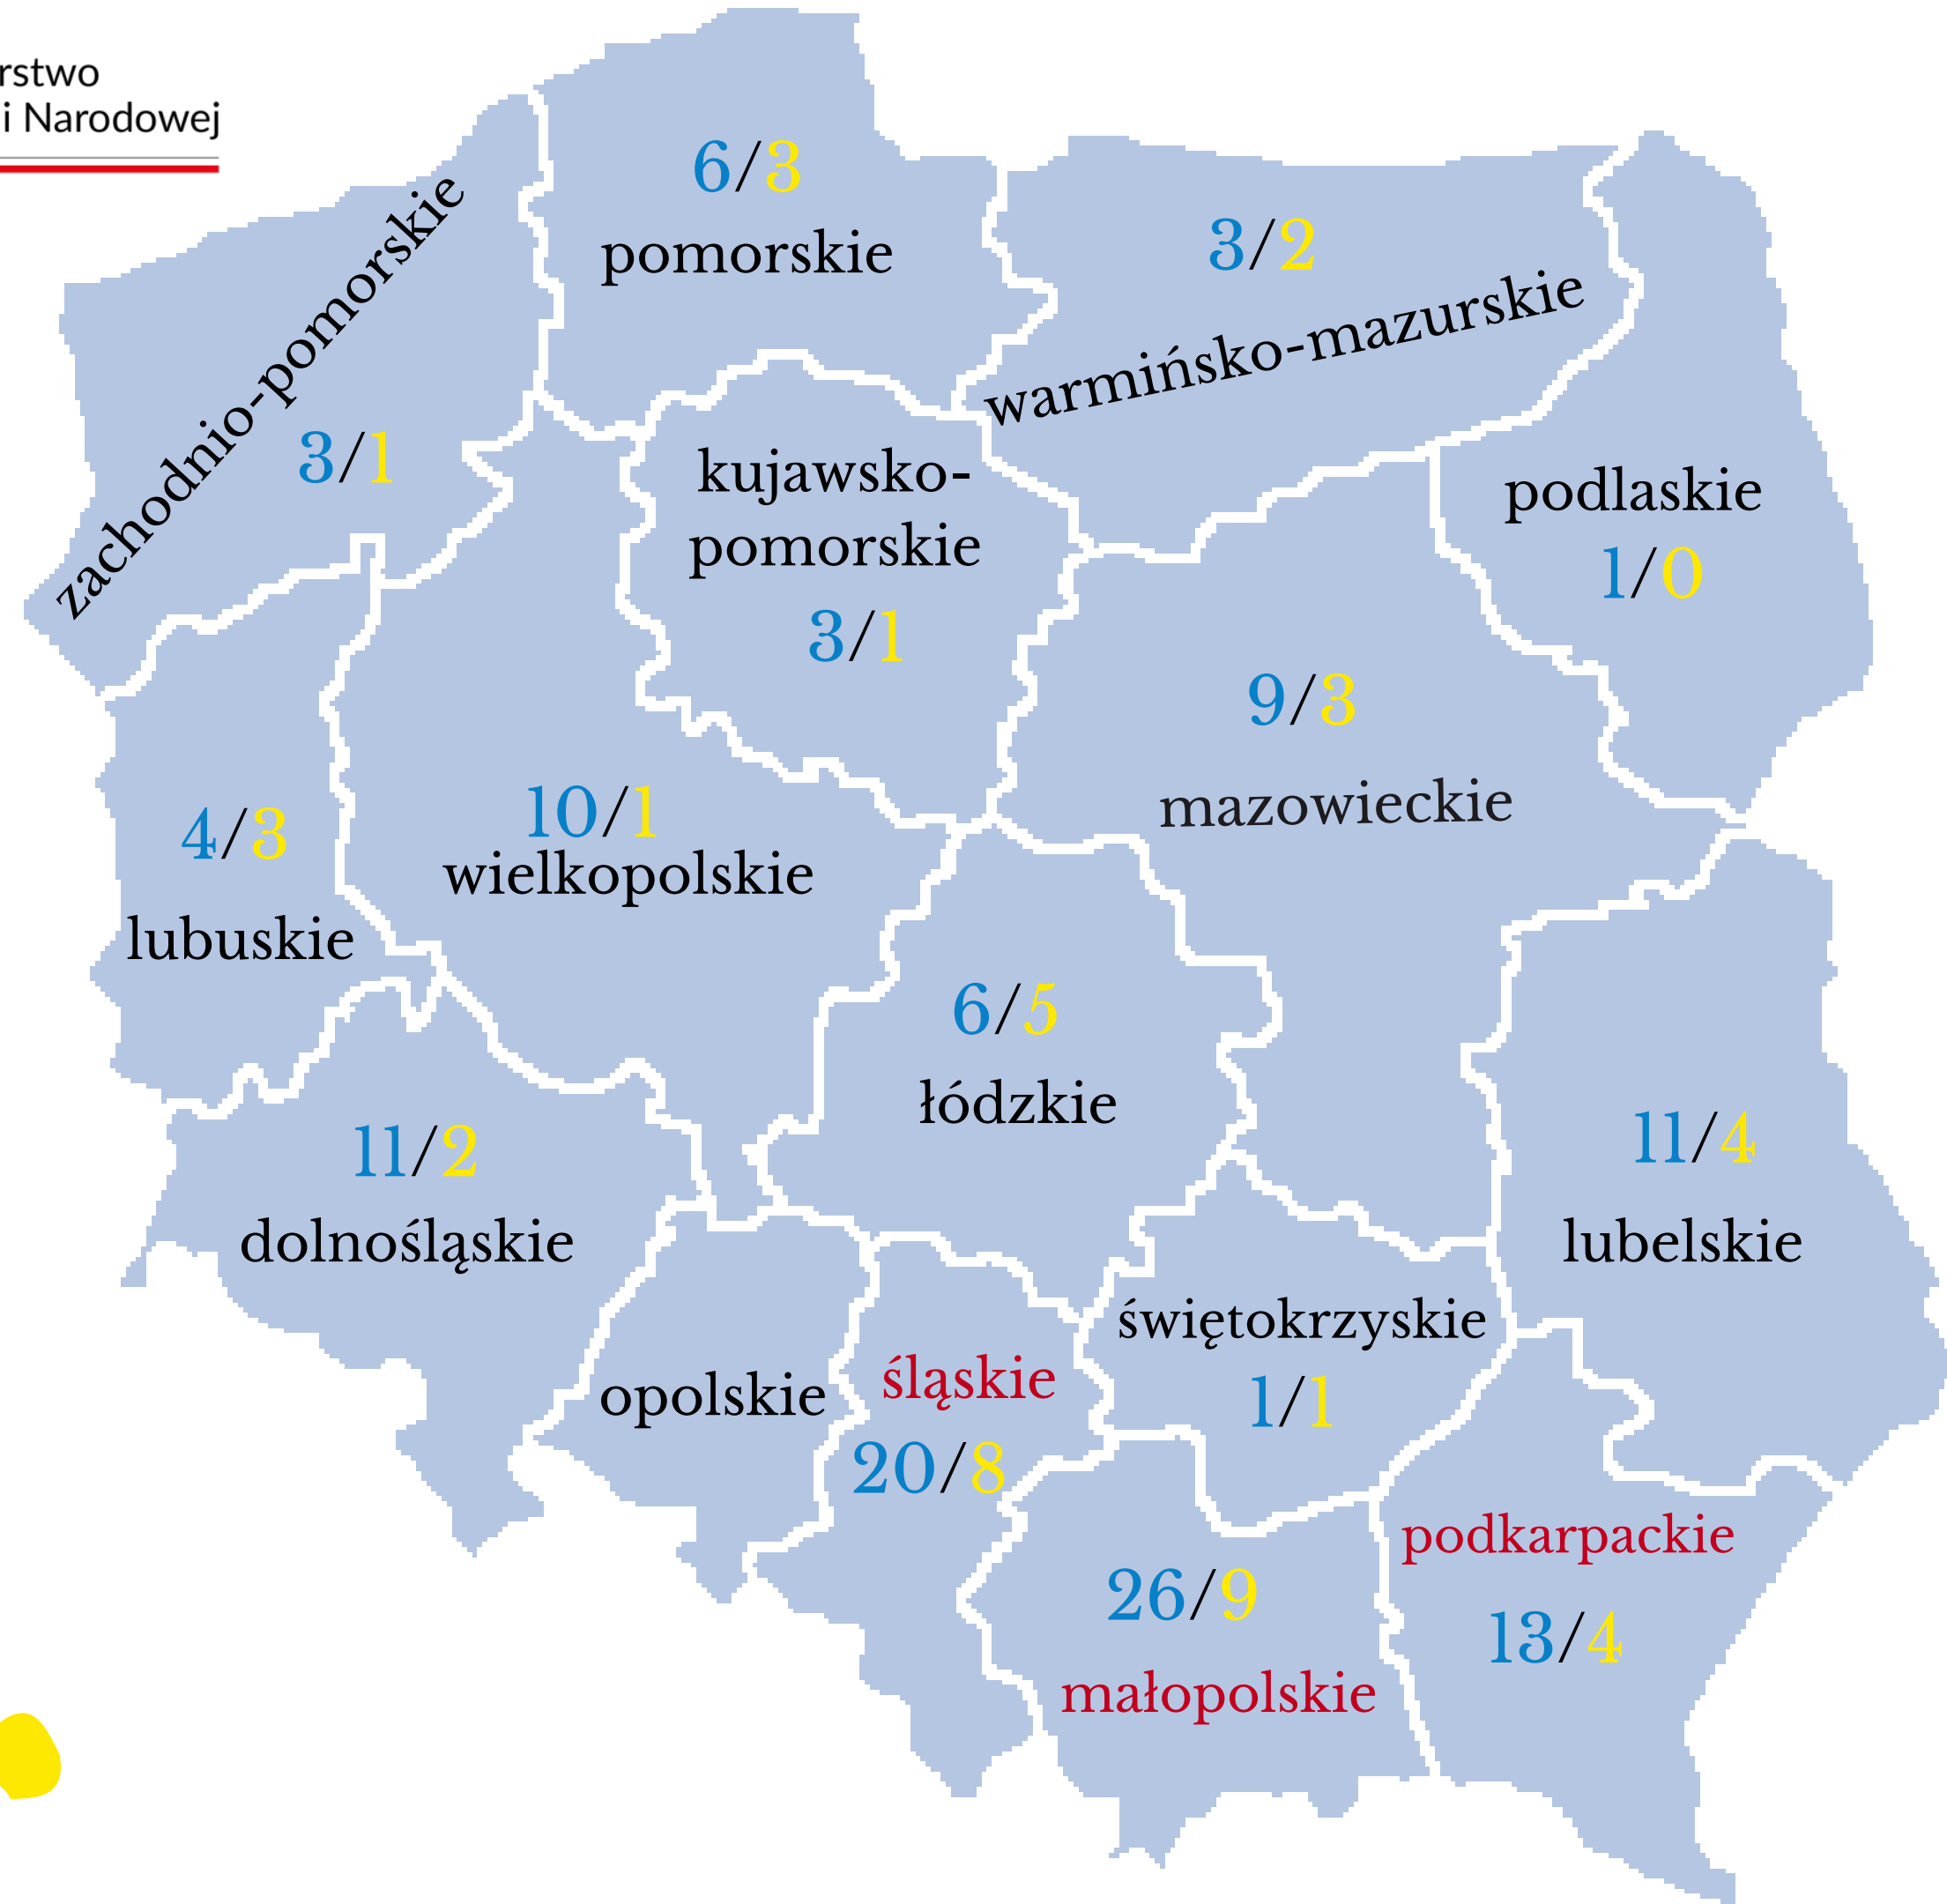 rstwo
i Narodowej
6/3
pomorskie
3/2
warmińsko-mazurskie
zachodnio-pomorskie
3/1
kujawsko-
pomorskie
3/1
podlaskie
1/0
9/3
mazowieckie
4/3
lubuskie
10/1
wielkopolskie
6/5
łódzkie
11/2
dolnośląskie
11/4
lubelskie
świętokrzyskie
1/1
opolskie
śląskie
20/8
podkarpackie
13/4
26/9
małopolskie